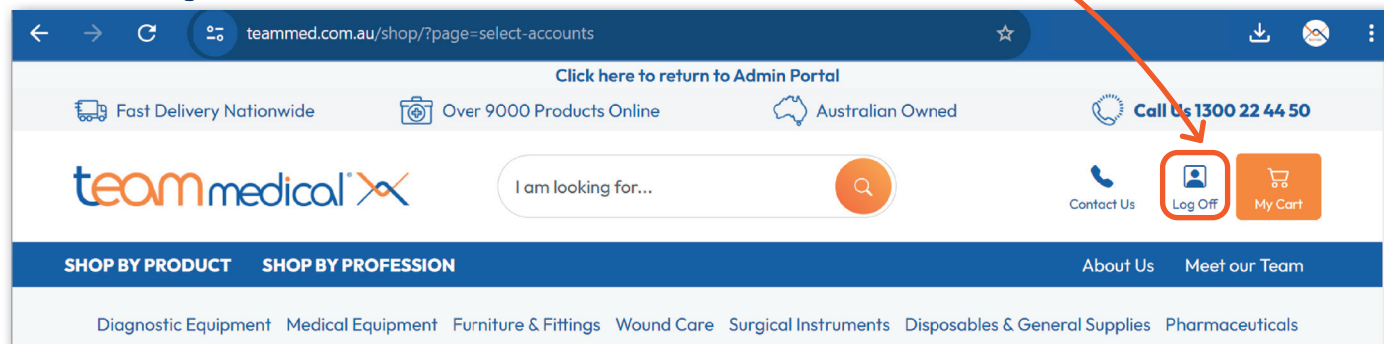 teammed.com.au/shop/?page=select-accounts
Click here to return to Admin Portal
Fast Delivery Nationwide Over 9000 Products Online Australian Owned Call Us 1300 22 44 50
teammedical
I am looking for...
Contact Us Log Off My Cart
SHOP BY PRODUCT SHOP BY PROFESSION About Us Meet our Team
Diagnostic Equipment Medical Equipment Furniture & Fittings Wound Care Surgical Instruments Disposables & General Supplies Pharmaceuticals